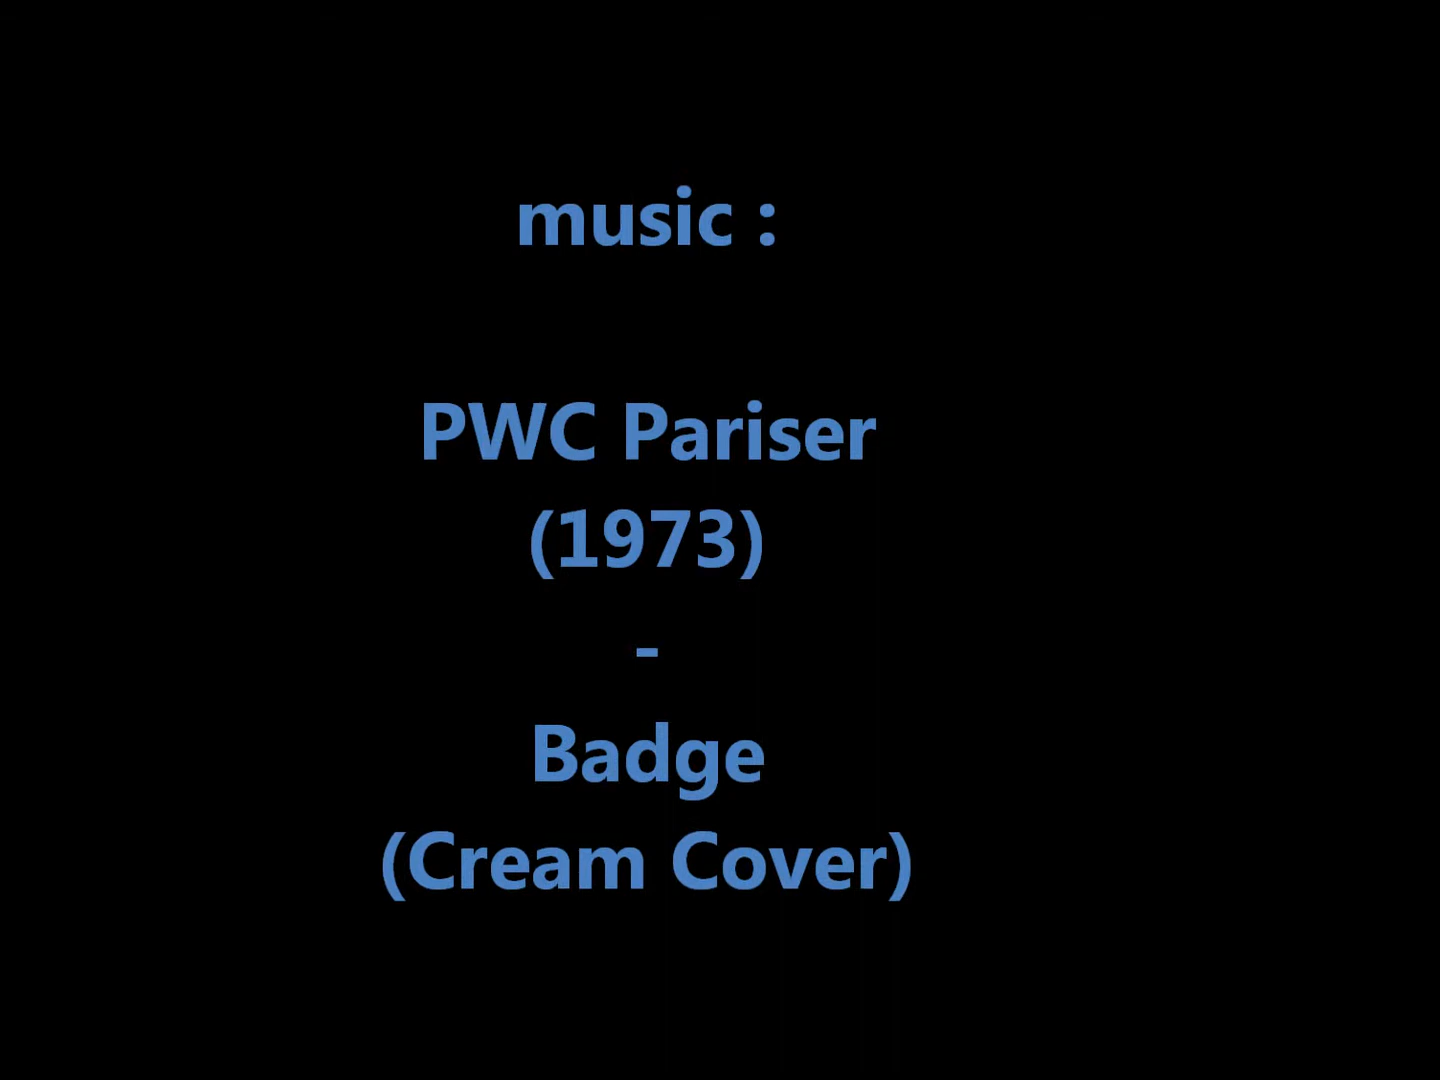 music :
PWC Pariser
(1973)
-
Badge
(Cream Cover)